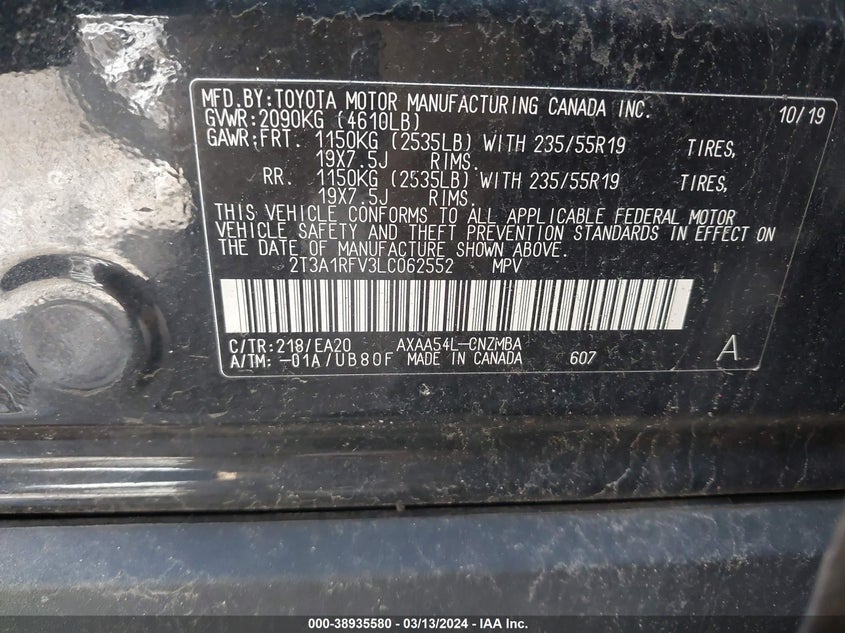 MFD.BY:TOYOTA MOTOR MANUFACTURING CANADA INC. 10/19
GVWR:2090KG (4610LB)
GAWR:FRT. 1150KG (2535LB) WITH 235/55R19 TIRES,
19X7.5J RIMS.
RR. 1150KG (2535LB) WITH 235/55R19 TIRES,
19X7.5J RIMS.
THIS VEHICLE CONFORMS TO ALL APPLICABLE FEDERAL MOTOR
VEHICLE SAFETY AND THEFT PREVENTION STANDARDS IN EFFECT ON
THE DATE OF MANUFACTURE SHOWN ABOVE.
2T3A1RFV3LC062552 MPV
C/TR:218/EA20 AXAA54L-CNZMBA
A/TM:-01A/UB80F MADE IN CANADA 607 A
000-38935580 - 03/13/2024 - IAA Inc.